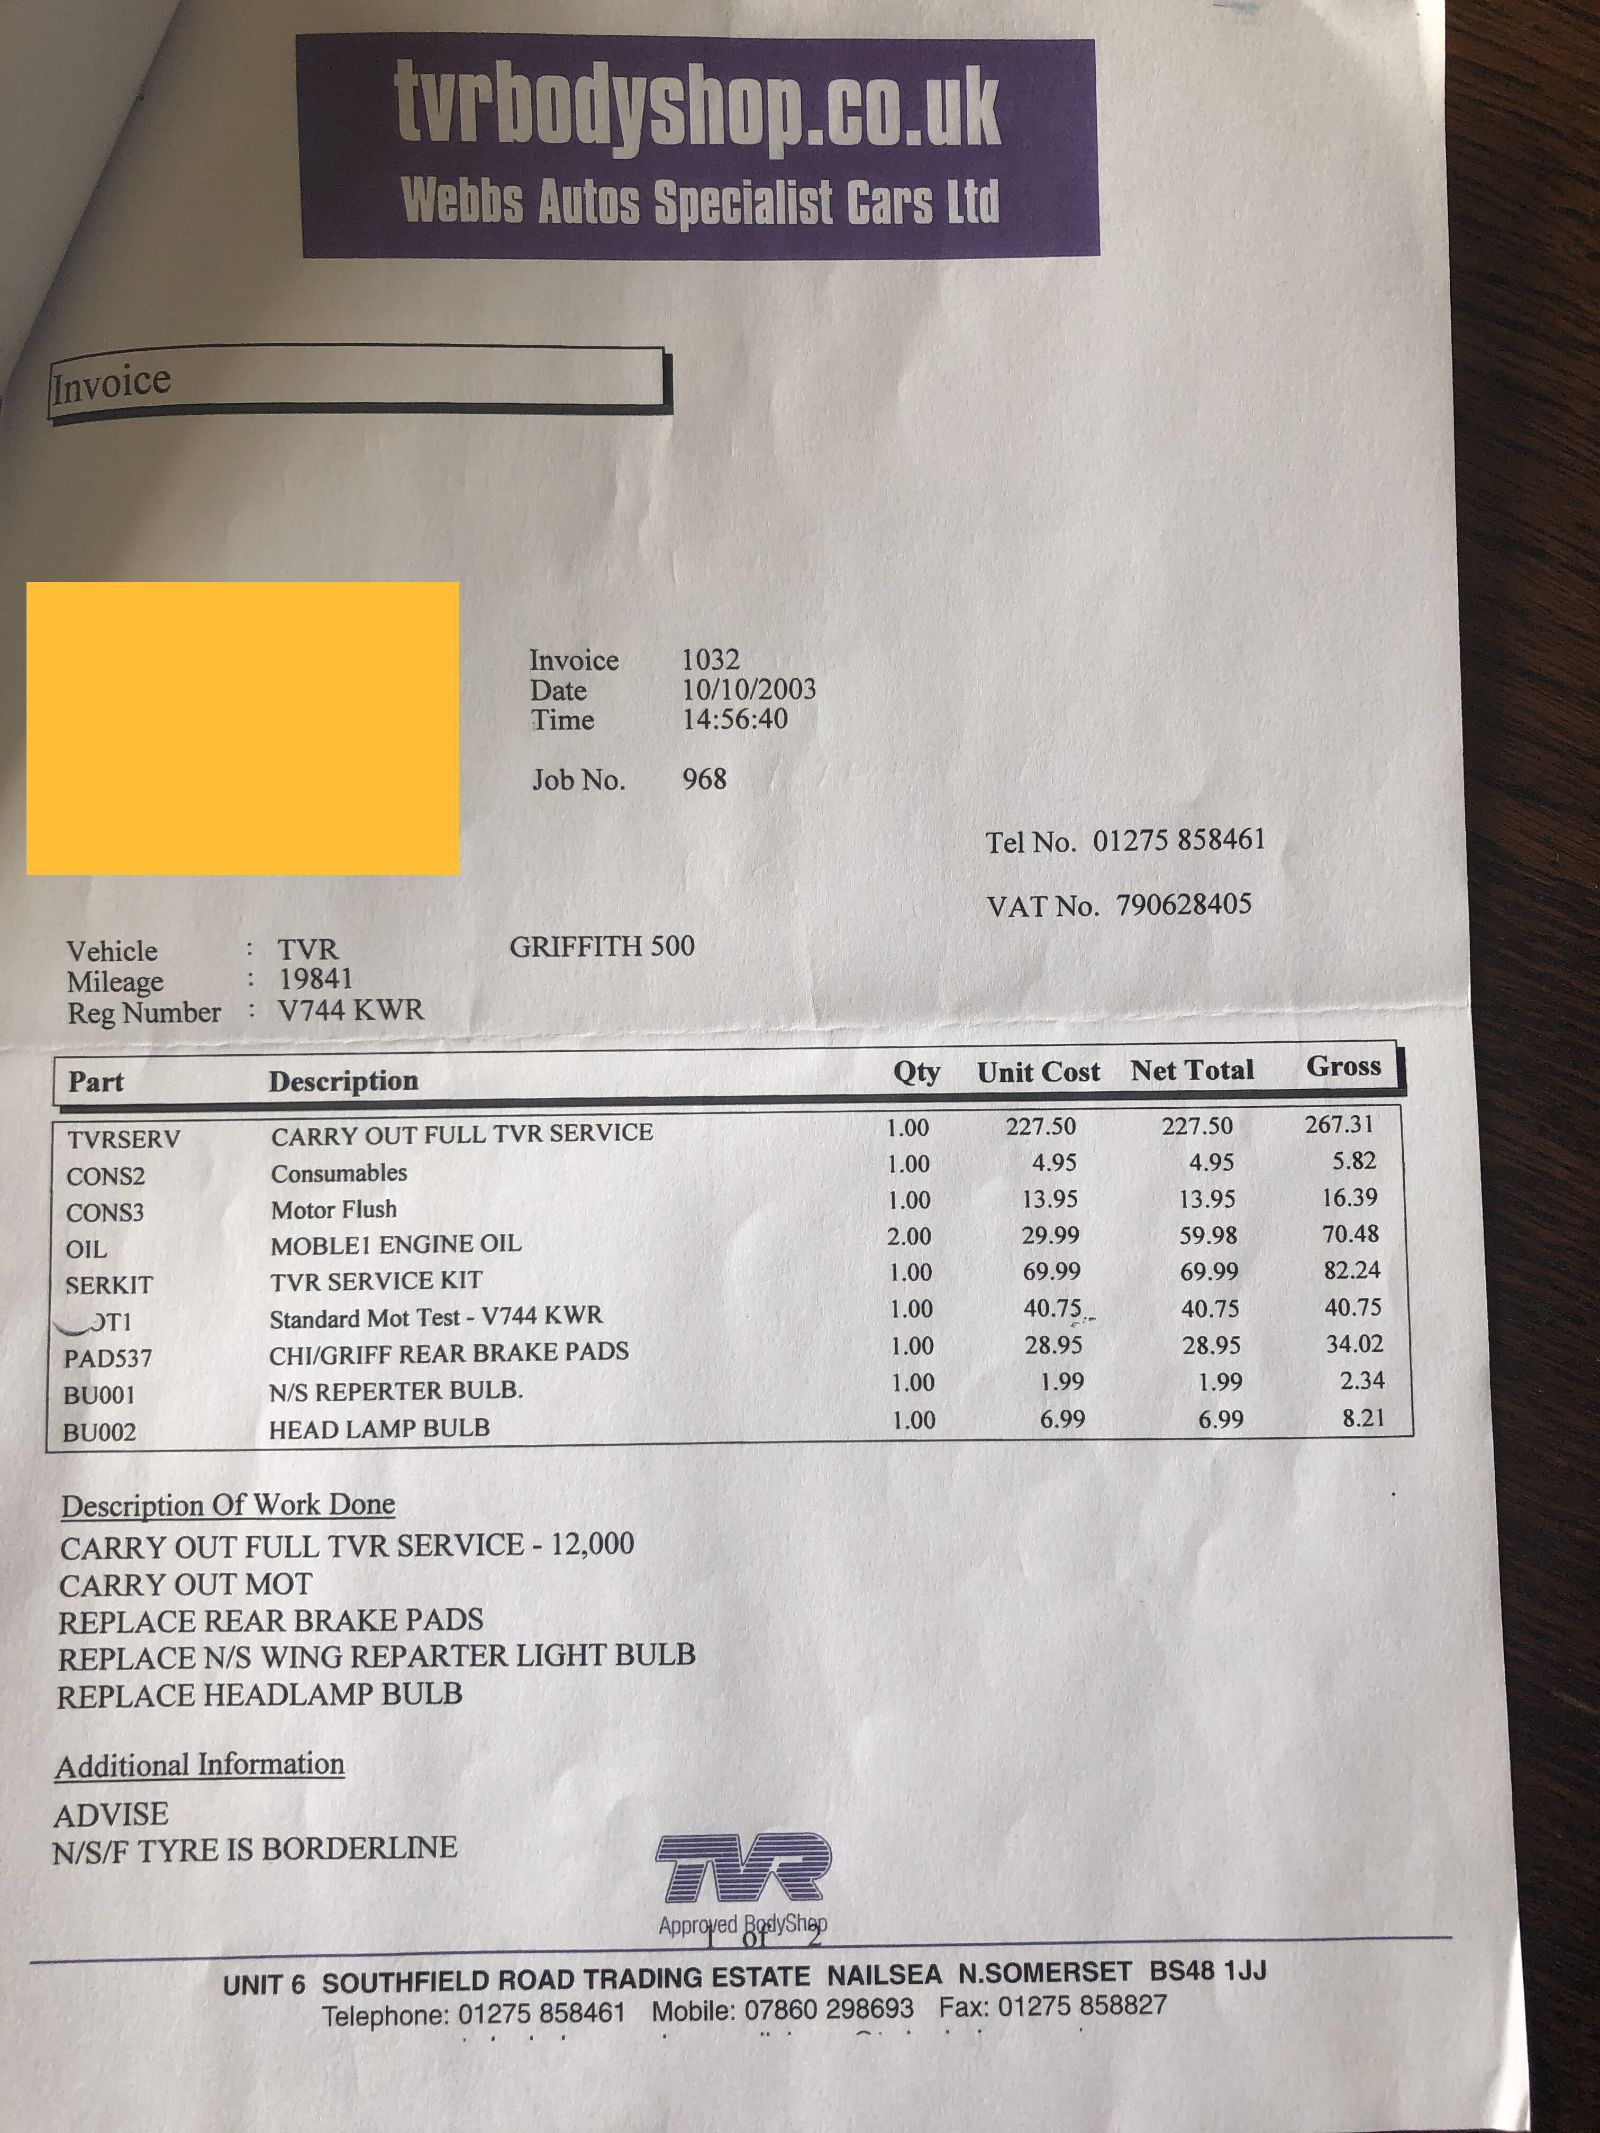 tvrbodyshop.co.uk
Webbs Autos Specialist Cars Ltd
Invoice
Invoice 1032
Date 10/10/2003
Time 14:56:40
Job No. 968
Tel No. 01275 858461
VAT No. 790628405
Vehicle : TVR GRIFFITH 500
Mileage : 19841
Reg Number : V744 KWR
Part Description Qty Unit Cost Net Total Gross
TVRSERV CARRY OUT FULL TVR SERVICE 1.00 227.50 227.50 267.31
CONS2 Consumables 1.00 4.95 4.95 5.82
CONS3 Motor Flush 1.00 13.95 13.95 16.39
OIL MOBLE1 ENGINE OIL 2.00 29.99 59.98 70.48
SERKIT TVR SERVICE KIT 1.00 69.99 69.99 82.24
OT1 Standard Mot Test - V744 KWR 1.00 40.75 40.75 40.75
PAD537 CHI/GRIFF REAR BRAKE PADS 1.00 28.95 28.95 34.02
BU001 N/S REPERTER BULB. 1.00 1.99 1.99 2.34
BU002 HEAD LAMP BULB 1.00 6.99 6.99 8.21
Description Of Work Done
CARRY OUT FULL TVR SERVICE - 12,000
CARRY OUT MOT
REPLACE REAR BRAKE PADS
REPLACE N/S WING REPARTER LIGHT BULB
REPLACE HEADLAMP BULB
Additional Information
ADVISE
N/S/F TYRE IS BORDERLINE
TVR
Approved BodyShop
1 of 2
UNIT 6 SOUTHFIELD ROAD TRADING ESTATE NAILSEA N.SOMERSET BS48 1JJ
Telephone: 01275 858461 Mobile: 07860 298693 Fax: 01275 858827